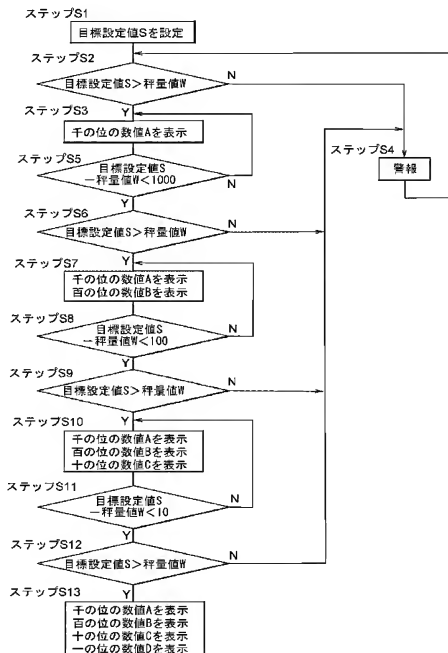 ステップS1
目標設定値Sを設定
ステップS2
目標設定値S>秤量値W
N
Y
ステップS3
千の位の数値Aを表示
ステップS4
警報
ステップS5
目標設定値S
－秤量値W<1000
N
Y
ステップS6
目標設定値S>秤量値W
N
Y
ステップS7
千の位の数値Aを表示
百の位の数値Bを表示
ステップS8
目標設定値S
－秤量値W<100
N
Y
ステップS9
目標設定値S>秤量値W
N
Y
ステップS10
千の位の数値Aを表示
百の位の数値Bを表示
十の位の数値Cを表示
ステップS11
目標設定値S
－秤量値W<10
N
Y
ステップS12
目標設定値S>秤量値W
N
Y
ステップS13
千の位の数値Aを表示
百の位の数値Bを表示
十の位の数値Cを表示
一の位の数値Dを表示